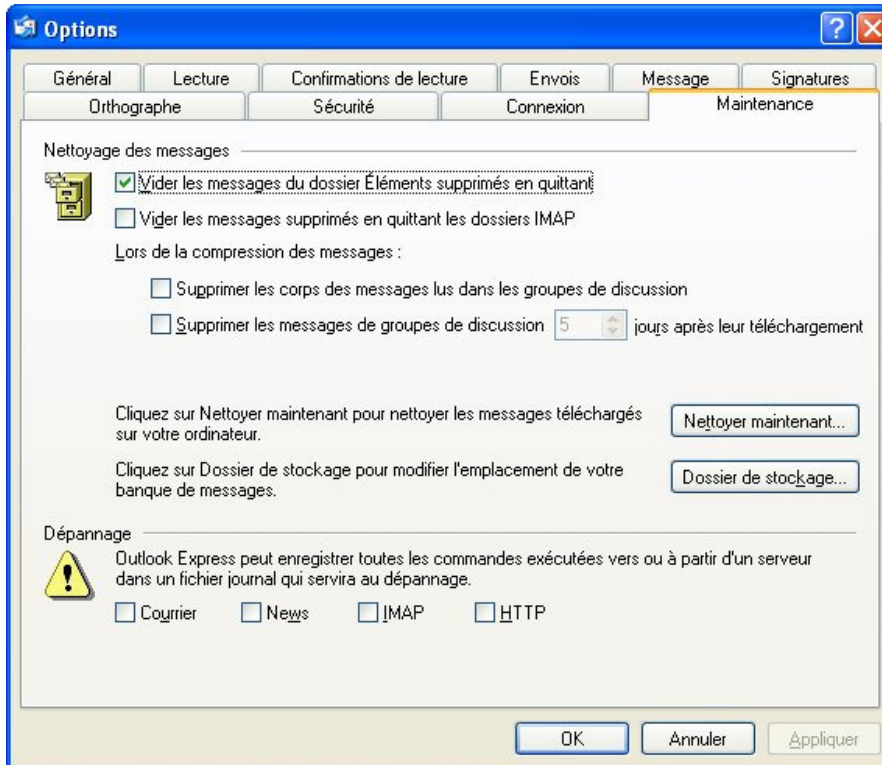 Options
Général Lecture Confirmations de lecture Envois Message Signatures
Orthographe Sécurité Connexion Maintenance
Nettoyage des messages
Vider les messages du dossier Éléments supprimés en quittant
Vider les messages supprimés en quittant les dossiers IMAP
Lors de la compression des messages :
Supprimer les corps des messages lus dans les groupes de discussion
Supprimer les messages de groupes de discussion 5 jours après leur téléchargement
Cliquez sur Nettoyer maintenant pour nettoyer les messages téléchargés
sur votre ordinateur.
Nettoyer maintenant...
Cliquez sur Dossier de stockage pour modifier l'emplacement de votre
banque de messages.
Dossier de stockage...
Dépannage
Outlook Express peut enregistrer toutes les commandes exécutées vers ou à partir d'un serveur
dans un fichier journal qui servira au dépannage.
Courrier News IMAP HTTP
OK Annuler Appliquer